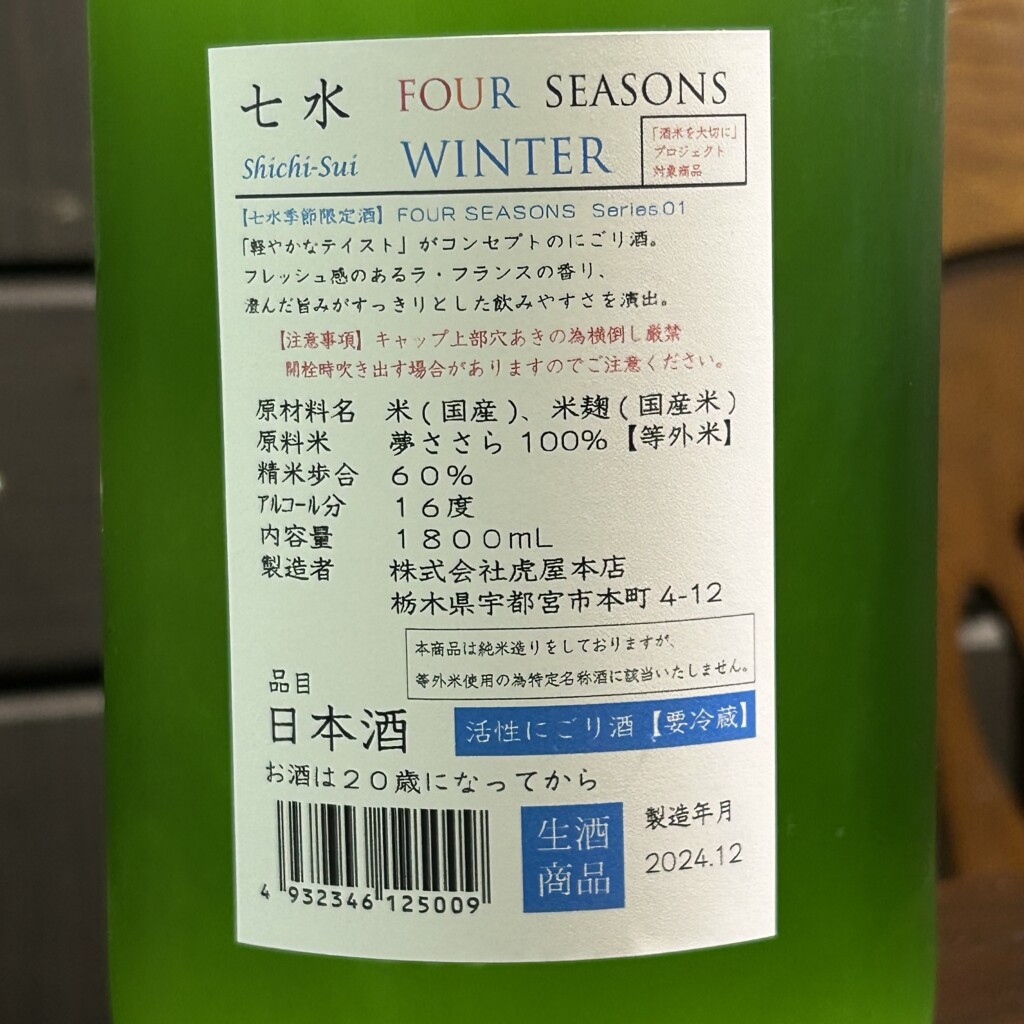 七水 FOUR SEASONS
Shichi-Sui WINTER
「酒米を大切に」
プロジェクト
対象商品
【七水季節限定酒】 FOUR SEASONS Series.01
「軽やかなテイスト」がコンセプトのにごり酒。
フレッシュ感のあるラ・フランスの香り、
澄んだ旨みがすっきりとした飲みやすさを演出。
【注意事項】キャップ上部穴あきの為横倒し厳禁
開栓時吹き出す場合がありますのでご注意ください。
原材料名 米(国産)、米麹(国産米)
原料米 夢ささら 100%【等外米】
精米歩合 60%
アルコール分 16度
内容量 1800mL
製造者 株式会社虎屋本店
栃木県宇都宮市本町 4-12
本商品は純米造りをしておりますが、
等外米使用の為特定名称酒に該当いたしません。
品目
日本酒 活性にごり酒【要冷蔵】
お酒は20歳になってから
生酒
商品
製造年月
2024.12
4 932346 125009